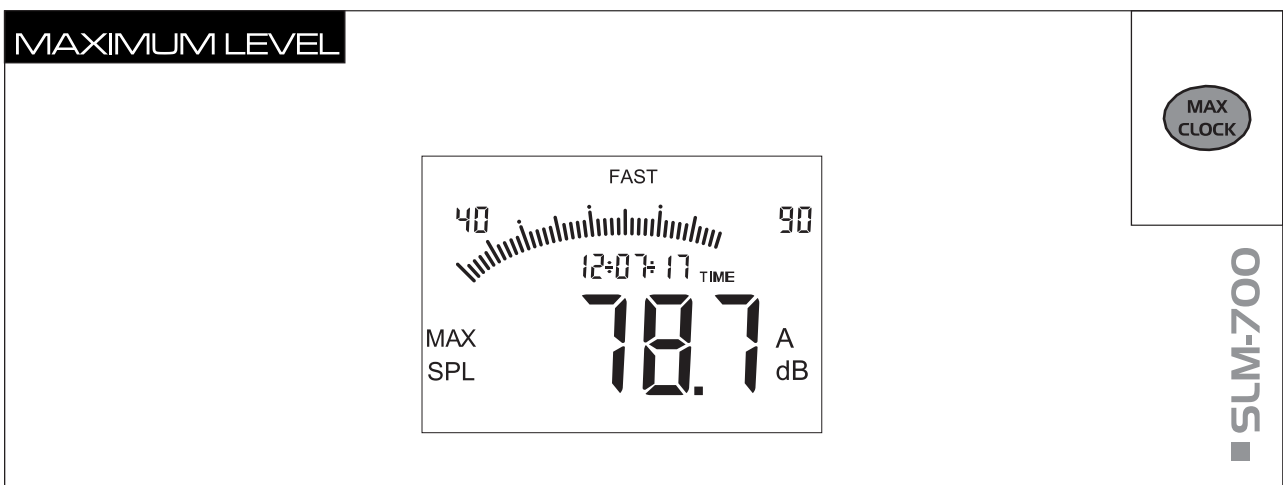 MAXIMUM LEVEL
MAX
CLOCK
FAST
40
90
12:07:17 TIME
78.7
MAX
SPL
A
dB
SLM-700